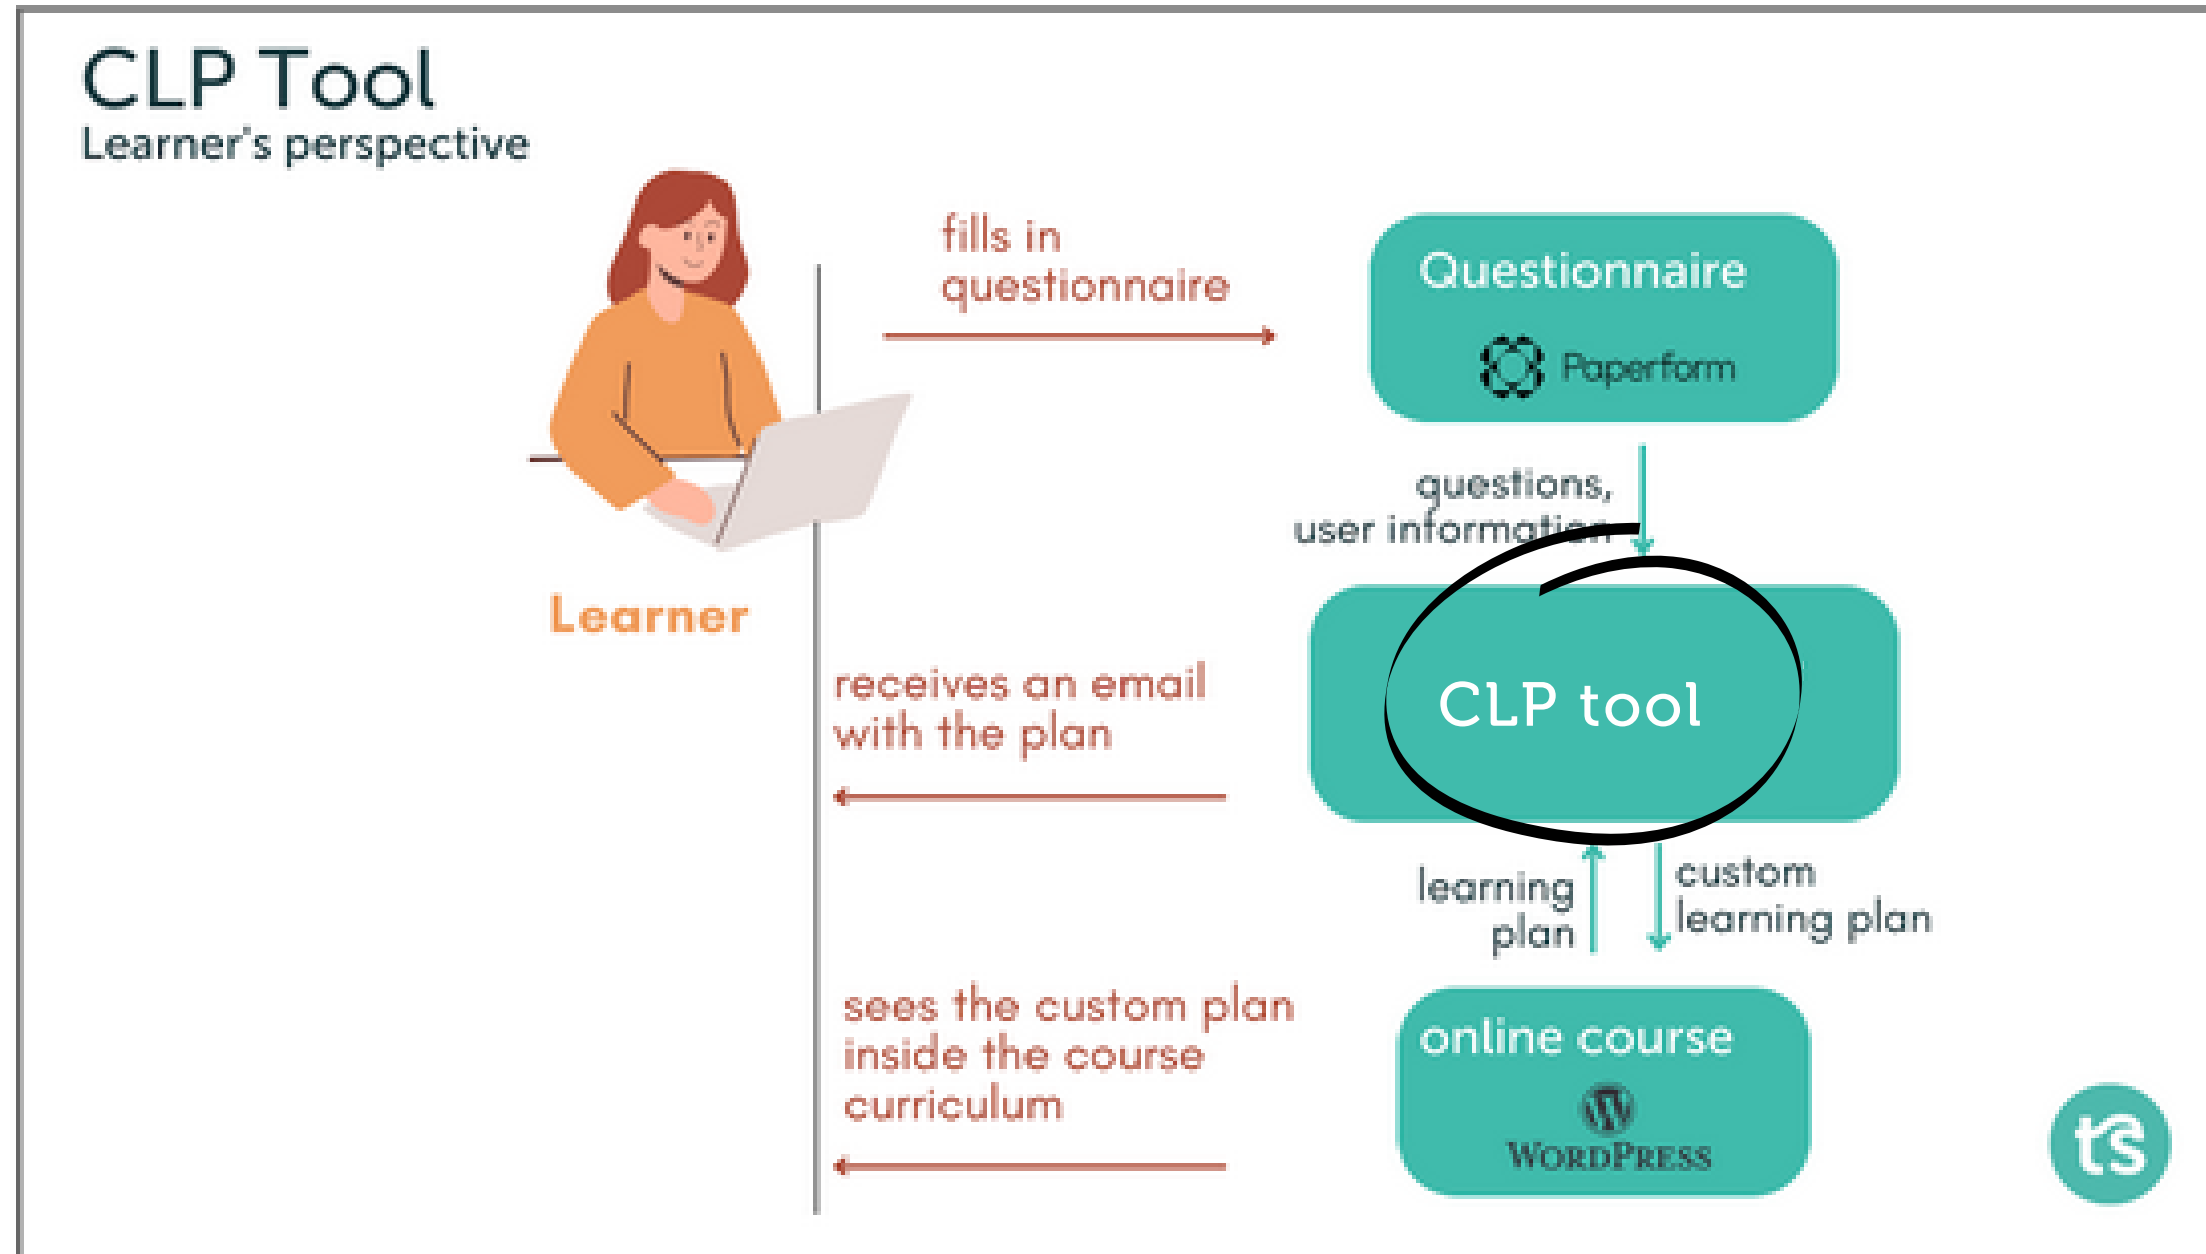 CLP Tool
Learner's perspective
fills in
questionnaire
Questionnaire
Paperform
questions,
user information
Learner
receives an email
with the plan
CLP tool
learning
plan
custom
learning plan
sees the custom plan
inside the course
curriculum
online course
WORDPRESS
ts